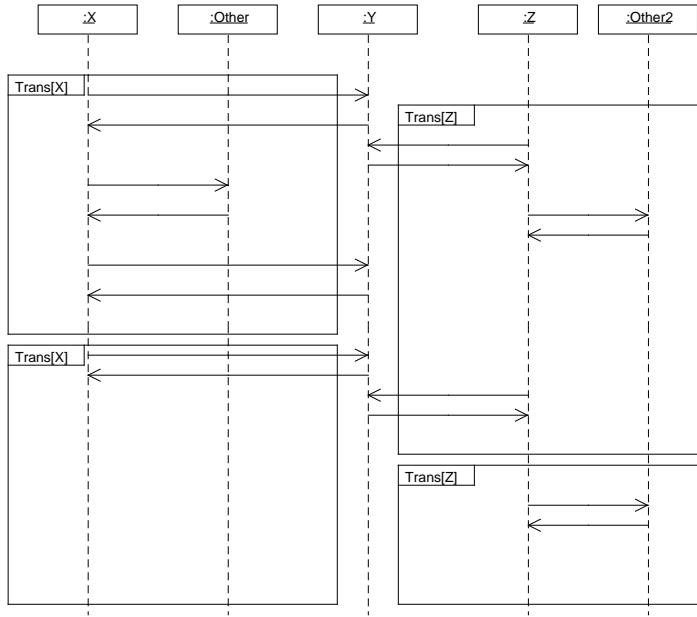 :X
:Other
:Y
:Z
:Other2
Trans[X]
Trans[Z]
Trans[X]
Trans[Z]